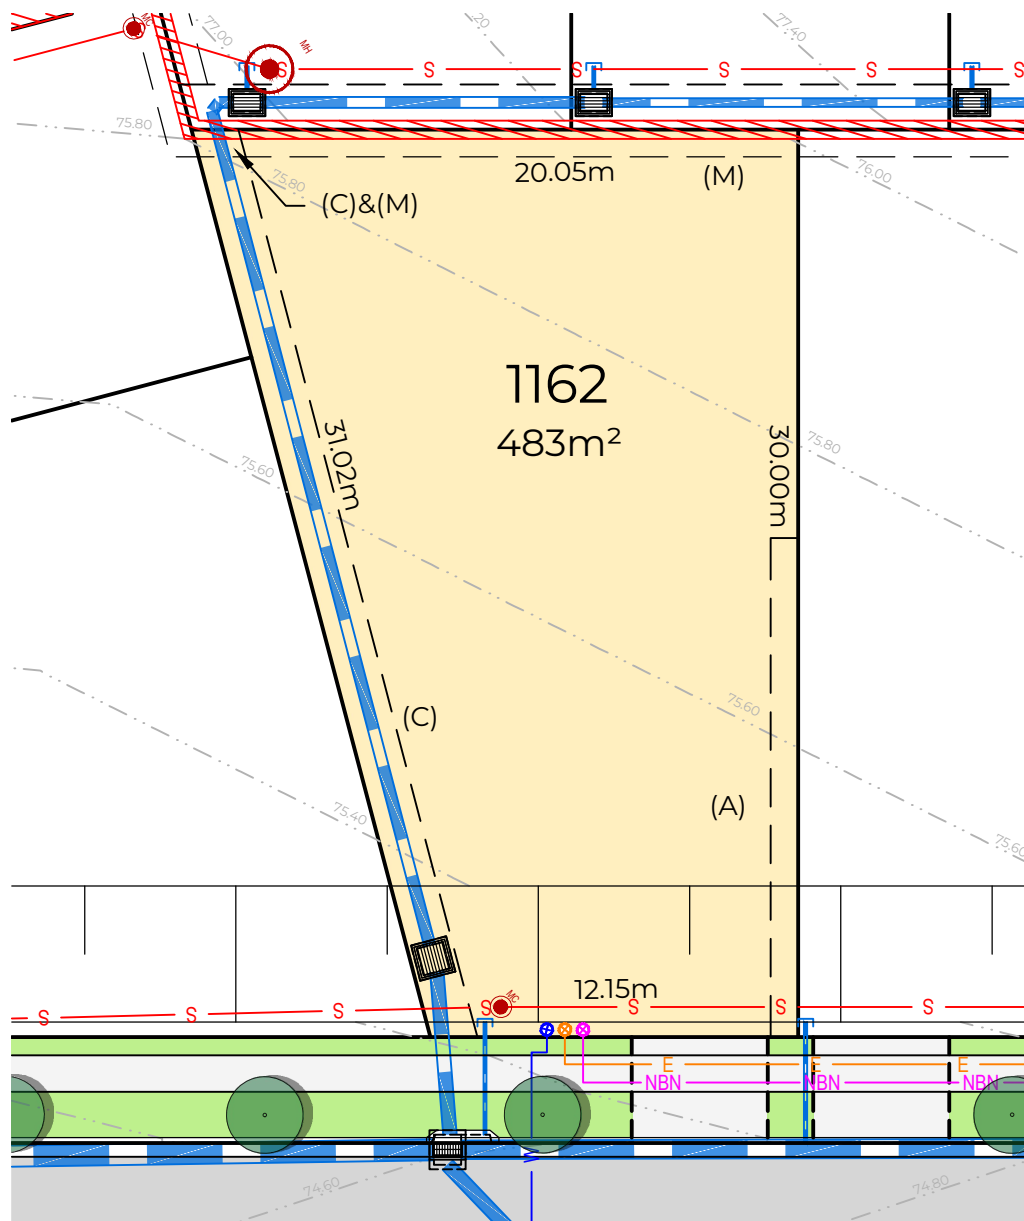 MC
77.00
MH
20
77.40
S S S S S S
75.80
75.80
20.05m
(M)
76.00
(C)&(M)
1162
483m²
31.02m
30.00m
75.80
75.60
(C)
75.60
75.40
(A)
75.60
12.15m
MC
S S S S S S S
E E E
NBN NBN NBN
W
74.60
74.80